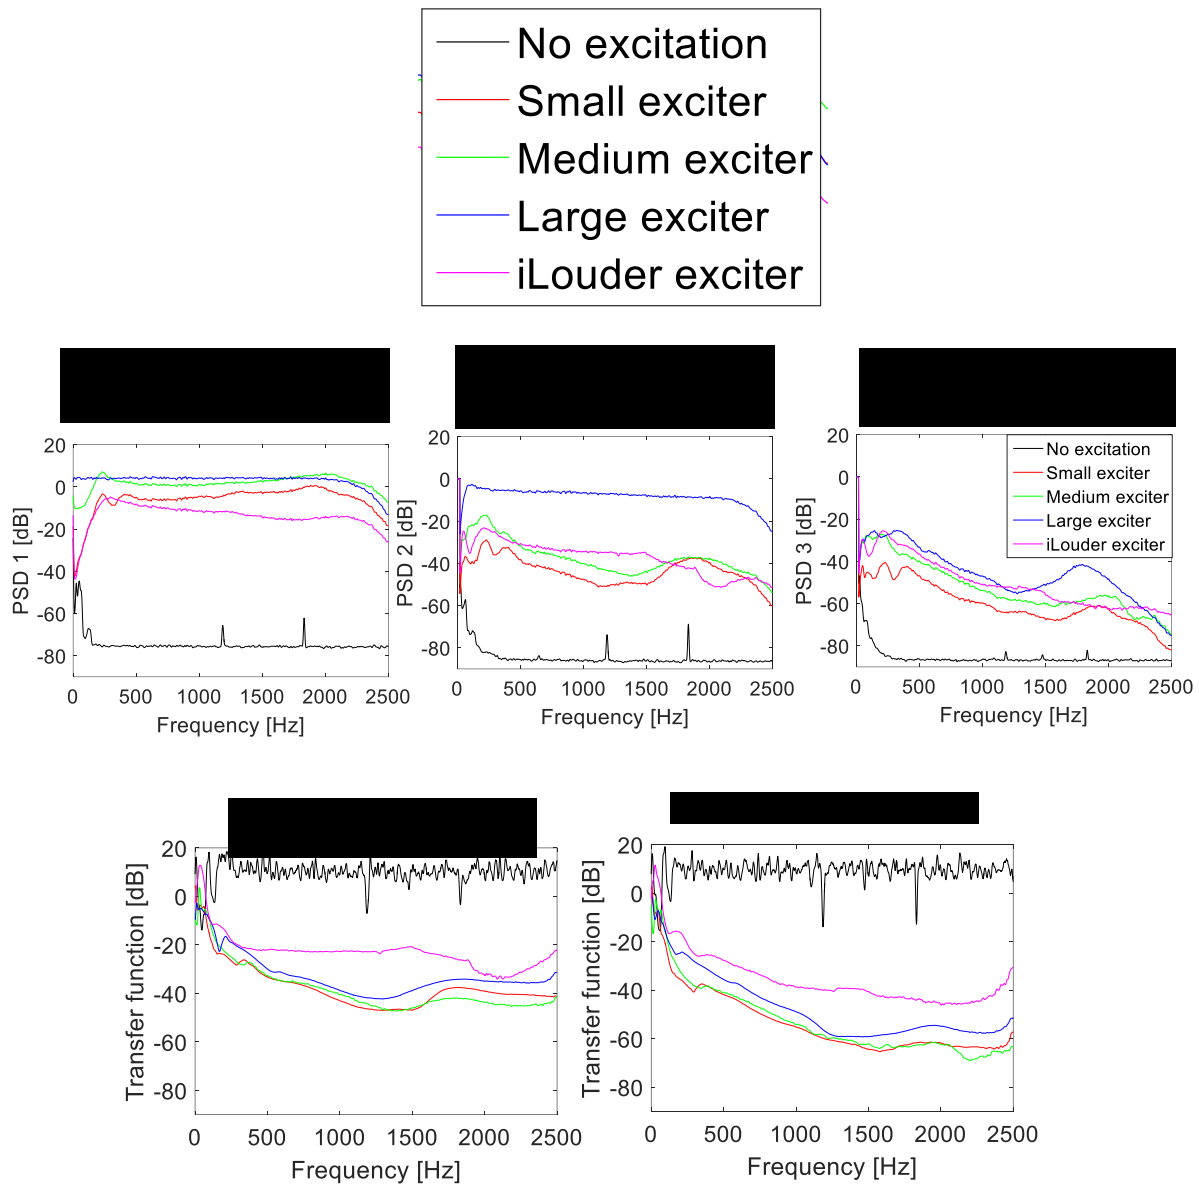 No excitation
Small exciter
Medium exciter
Large exciter
iLouder exciter
20
0
-20
-40
-60
-80
PSD 1 [dB]
0 500 1000 1500 2000 2500
Frequency [Hz]
20
0
-20
-40
-60
-80
PSD 2 [dB]
0 500 1000 1500 2000 2500
Frequency [Hz]
20
0
-20
-40
-60
-80
PSD 3 [dB]
No excitation
Small exciter
Medium exciter
Large exciter
iLouder exciter
0 500 1000 1500 2000 2500
Frequency [Hz]
20
0
-20
-40
-60
-80
Transfer function [dB]
0 500 1000 1500 2000 2500
Frequency [Hz]
20
0
-20
-40
-60
-80
Transfer function [dB]
0 500 1000 1500 2000 2500
Frequency [Hz]